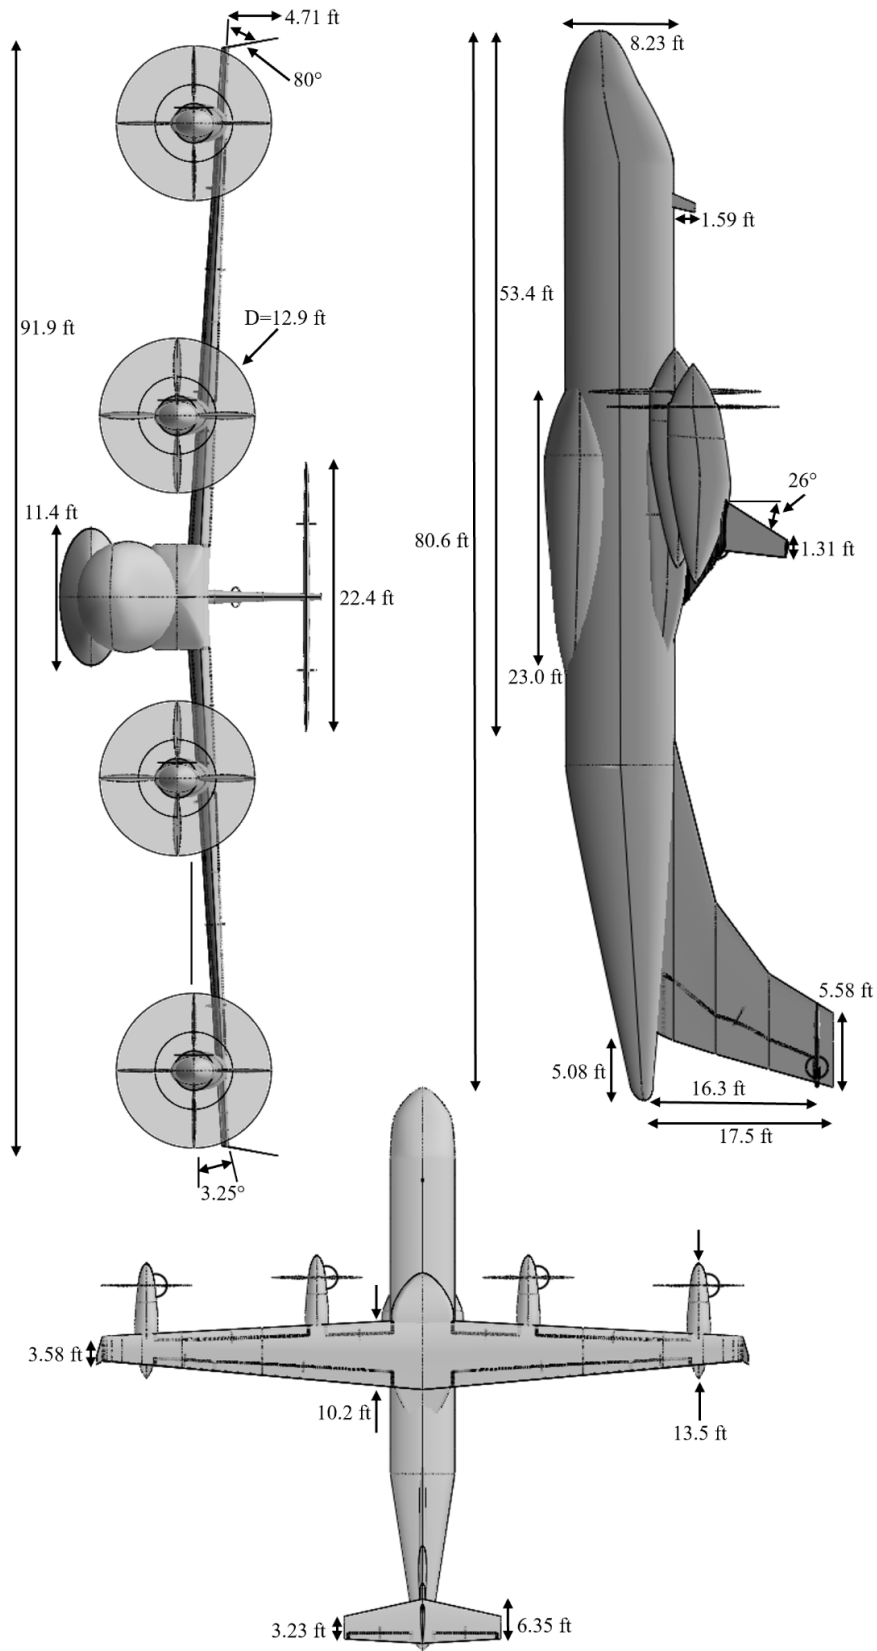 4.71 ft
80°
8.23 ft
1.59 ft
53.4 ft
D=12.9 ft
91.9 ft
26°
11.4 ft
80.6 ft
1.31 ft
22.4 ft
23.0 ft
5.58 ft
5.08 ft
16.3 ft
17.5 ft
3.25°
3.58 ft
10.2 ft
13.5 ft
3.23 ft
6.35 ft